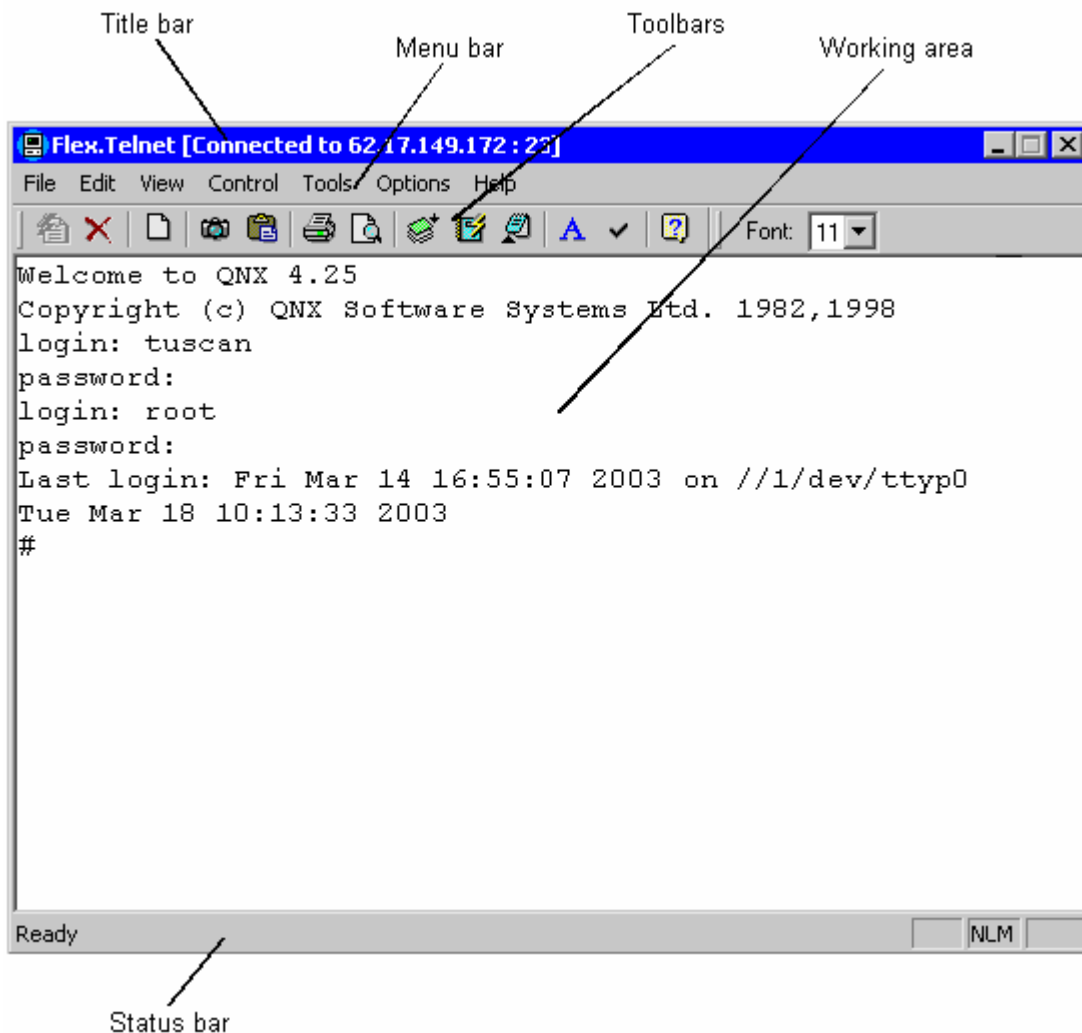 Title bar
Toolbars
Menu bar
Working area
Flex.Telnet [Connected to 62.17.149.172 : 23]
File Edit View Control Tools Options Help
A Font: 11
Welcome to QNX 4.25
Copyright (c) QNX Software Systems Ltd. 1982,1998
login: tuscan
password:
login: root
password:
Last login: Fri Mar 14 16:55:07 2003 on //1/dev/ttyp0
Tue Mar 18 10:13:33 2003
#
Ready NLM
Status bar